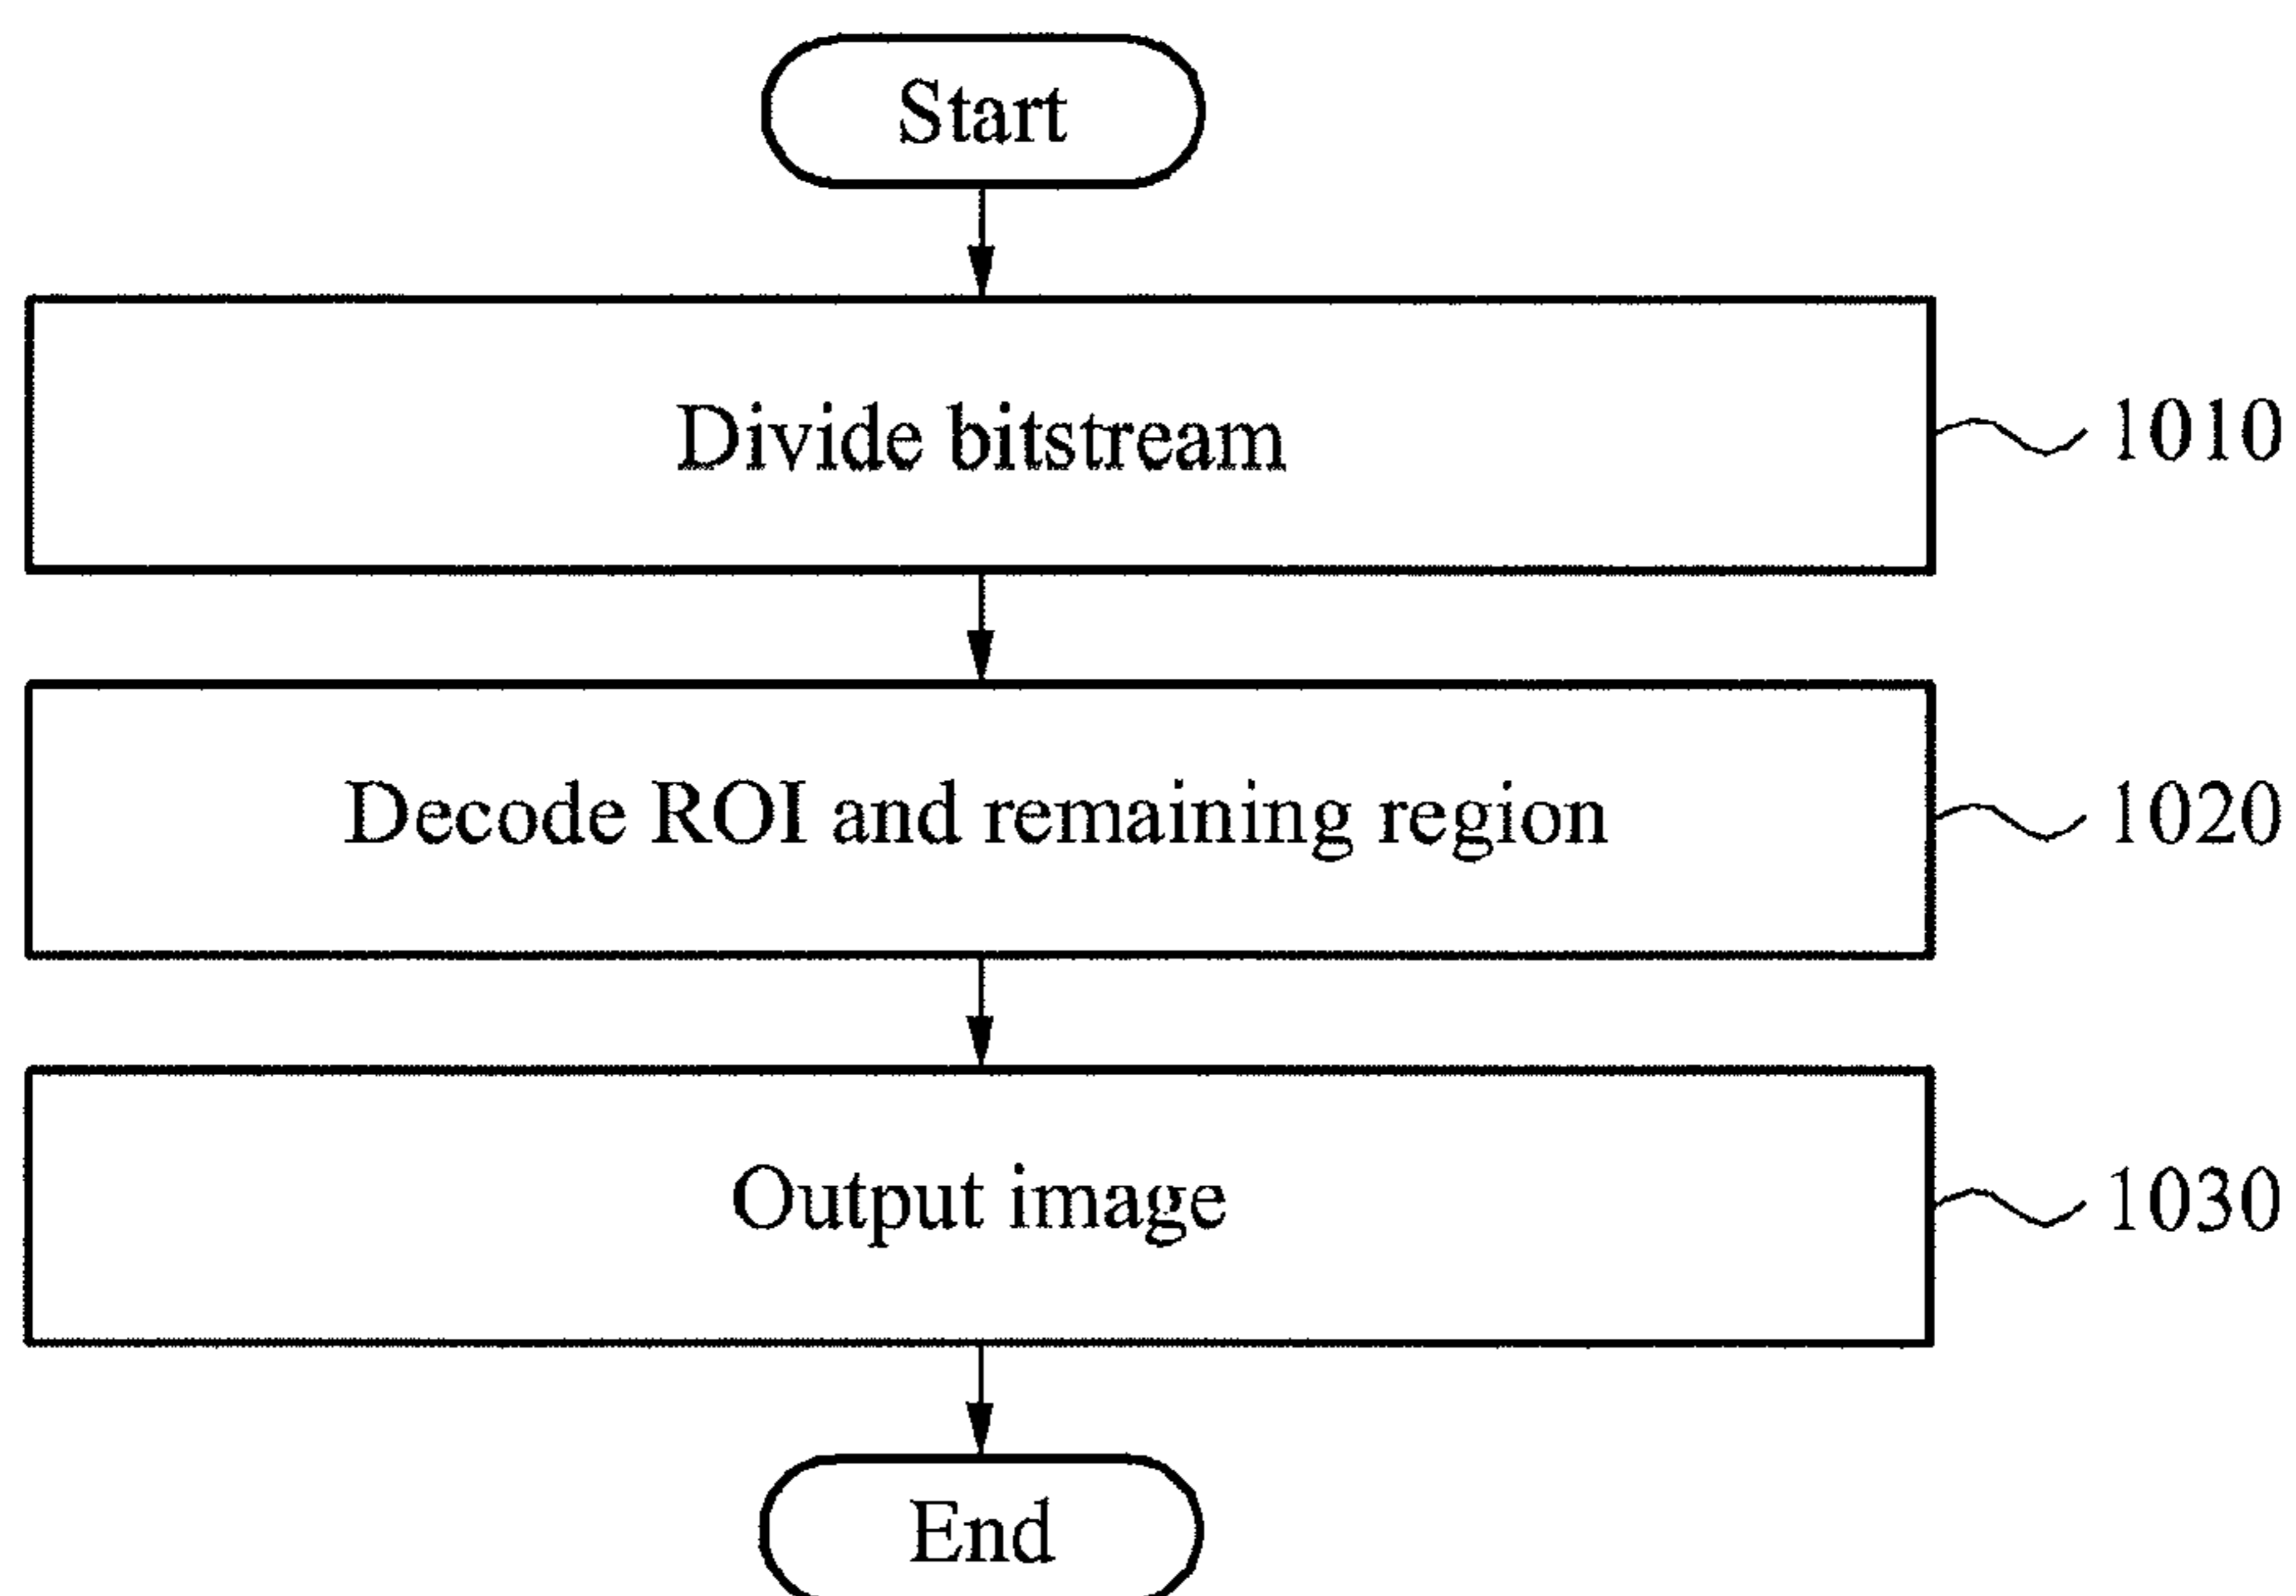 Start
Divide bitstream
1010
Decode ROI and remaining region
1020
Output image
1030
End